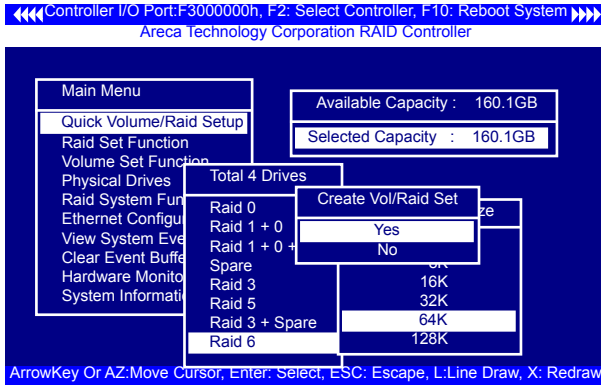 Controller I/O Port:F3000000h, F2: Select Controller, F10: Reboot System
Areca Technology Corporation RAID Controller
Main Menu
Quick Volume/Raid Setup
Raid Set Function
Volume Set Function
Physical Drives
Raid System Fun
Ethernet Configu
View System Eve
Clear Event Buffe
Hardware Monito
System Informati
Available Capacity : 160.1GB
Selected Capacity : 160.1GB
Total 4 Drives
Raid 0
Raid 1 + 0
Raid 1 + 0 +
Spare
Raid 3
Raid 5
Raid 3 + Spare
Raid 6
Create Vol/Raid Set
Yes
No
ze
16K
32K
64K
128K
ArrowKey Or AZ:Move Cursor, Enter: Select, ESC: Escape, L:Line Draw, X: Redraw